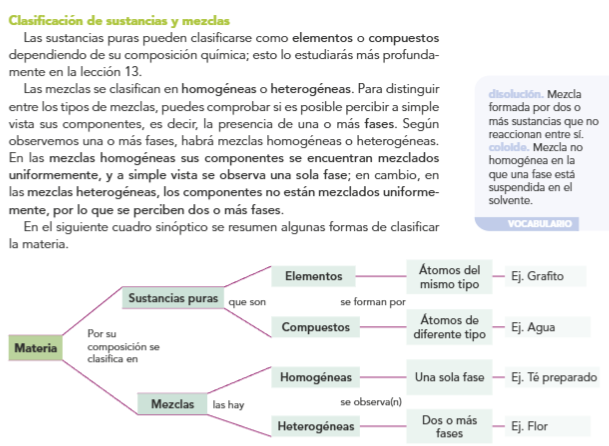 Clasificación de sustancias y mezclas
Las sustancias puras pueden clasificarse como elementos o compuestos
dependiendo de su composición química; esto lo estudiarás más profunda-
mente en la lección 13.
Las mezclas se clasifican en homogéneas o heterogéneas. Para distinguir
entre los tipos de mezclas, puedes comprobar si es posible percibir a simple
vista sus componentes, es decir, la presencia de una o más fases. Según
observemos una o más fases, habrá mezclas homogéneas o heterogéneas.
En las mezclas homogéneas sus componentes se encuentran mezclados
uniformemente, y a simple vista se observa una sola fase; en cambio, en
las mezclas heterogéneas, los componentes no están mezclados uniforme-
mente, por lo que se perciben dos o más fases.
En el siguiente cuadro sinóptico se resumen algunas formas de clasificar
la materia.
disolución. Mezcla
formada por dos o
más sustancias que no
reaccionan entre sí.
coloide. Mezcla no
homogénea en la
que una fase está
suspendida en el
solvente.
VOCABULARIO
Materia
Por su
composición se
clasifica en
Sustancias puras
que son
Elementos
Compuestos
se forman por
Átomos del
mismo tipo
Ej. Grafito
Átomos de
diferente tipo
Ej. Agua
Mezclas
las hay
Homogéneas
Heterogéneas
se observa(n)
Una sola fase
Ej. Té preparado
Dos o más
fases
Ej. Flor